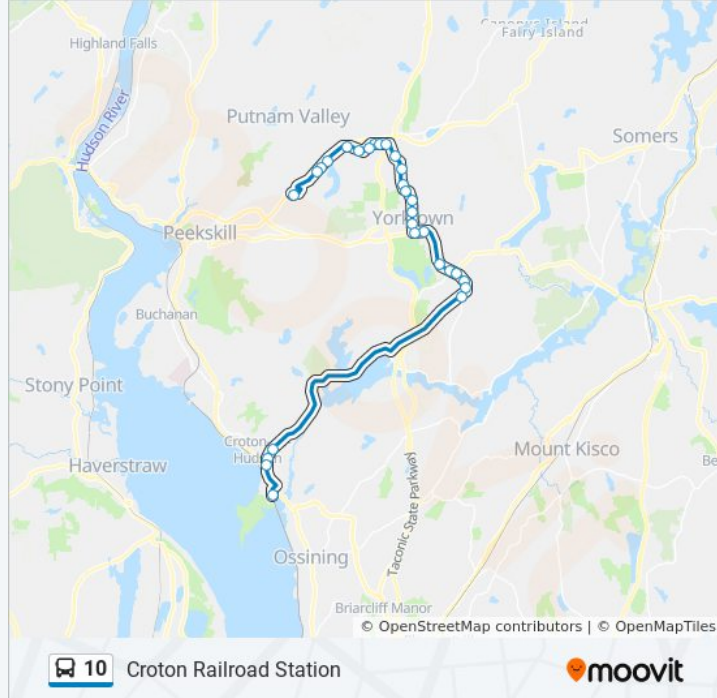 Canopus Island
Fairy Island
Highland Falls
Hudson River
Putnam Valley
Somers
Yorktown
Peekskill
Buchanan
Stony Point
Croton
Hudson
Haverstraw
Mount Kisco
Be
Taconic State Parkway
Ossining
Briarcliff Manor
© OpenStreetMap contributors | © OpenMapTiles
10 Croton Railroad Station
moovit